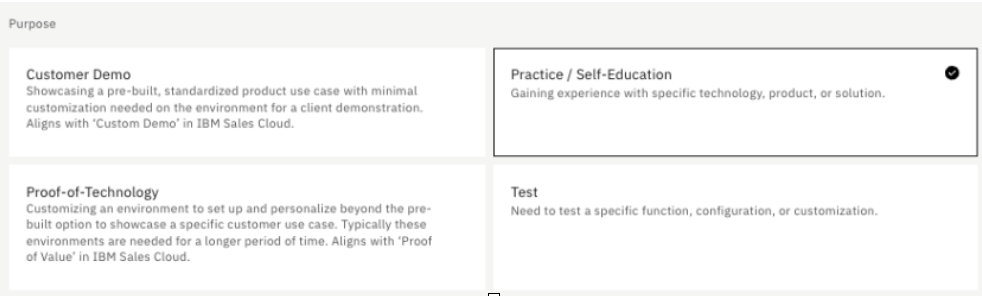 Purpose
Customer Demo
Showcasing a pre-built, standardized product use case with minimal
customization needed on the environment for a client demonstration.
Aligns with ‘Custom Demo’ in IBM Sales Cloud.
Practice / Self-Education
Gaining experience with specific technology, product, or solution.
Proof-of-Technology
Customizing an environment to set up and personalize beyond the pre-
built option to showcase a specific customer use case. Typically these
environments are needed for a longer period of time. Aligns with ‘Proof
of Value’ in IBM Sales Cloud.
Test
Need to test a specific function, configuration, or customization.